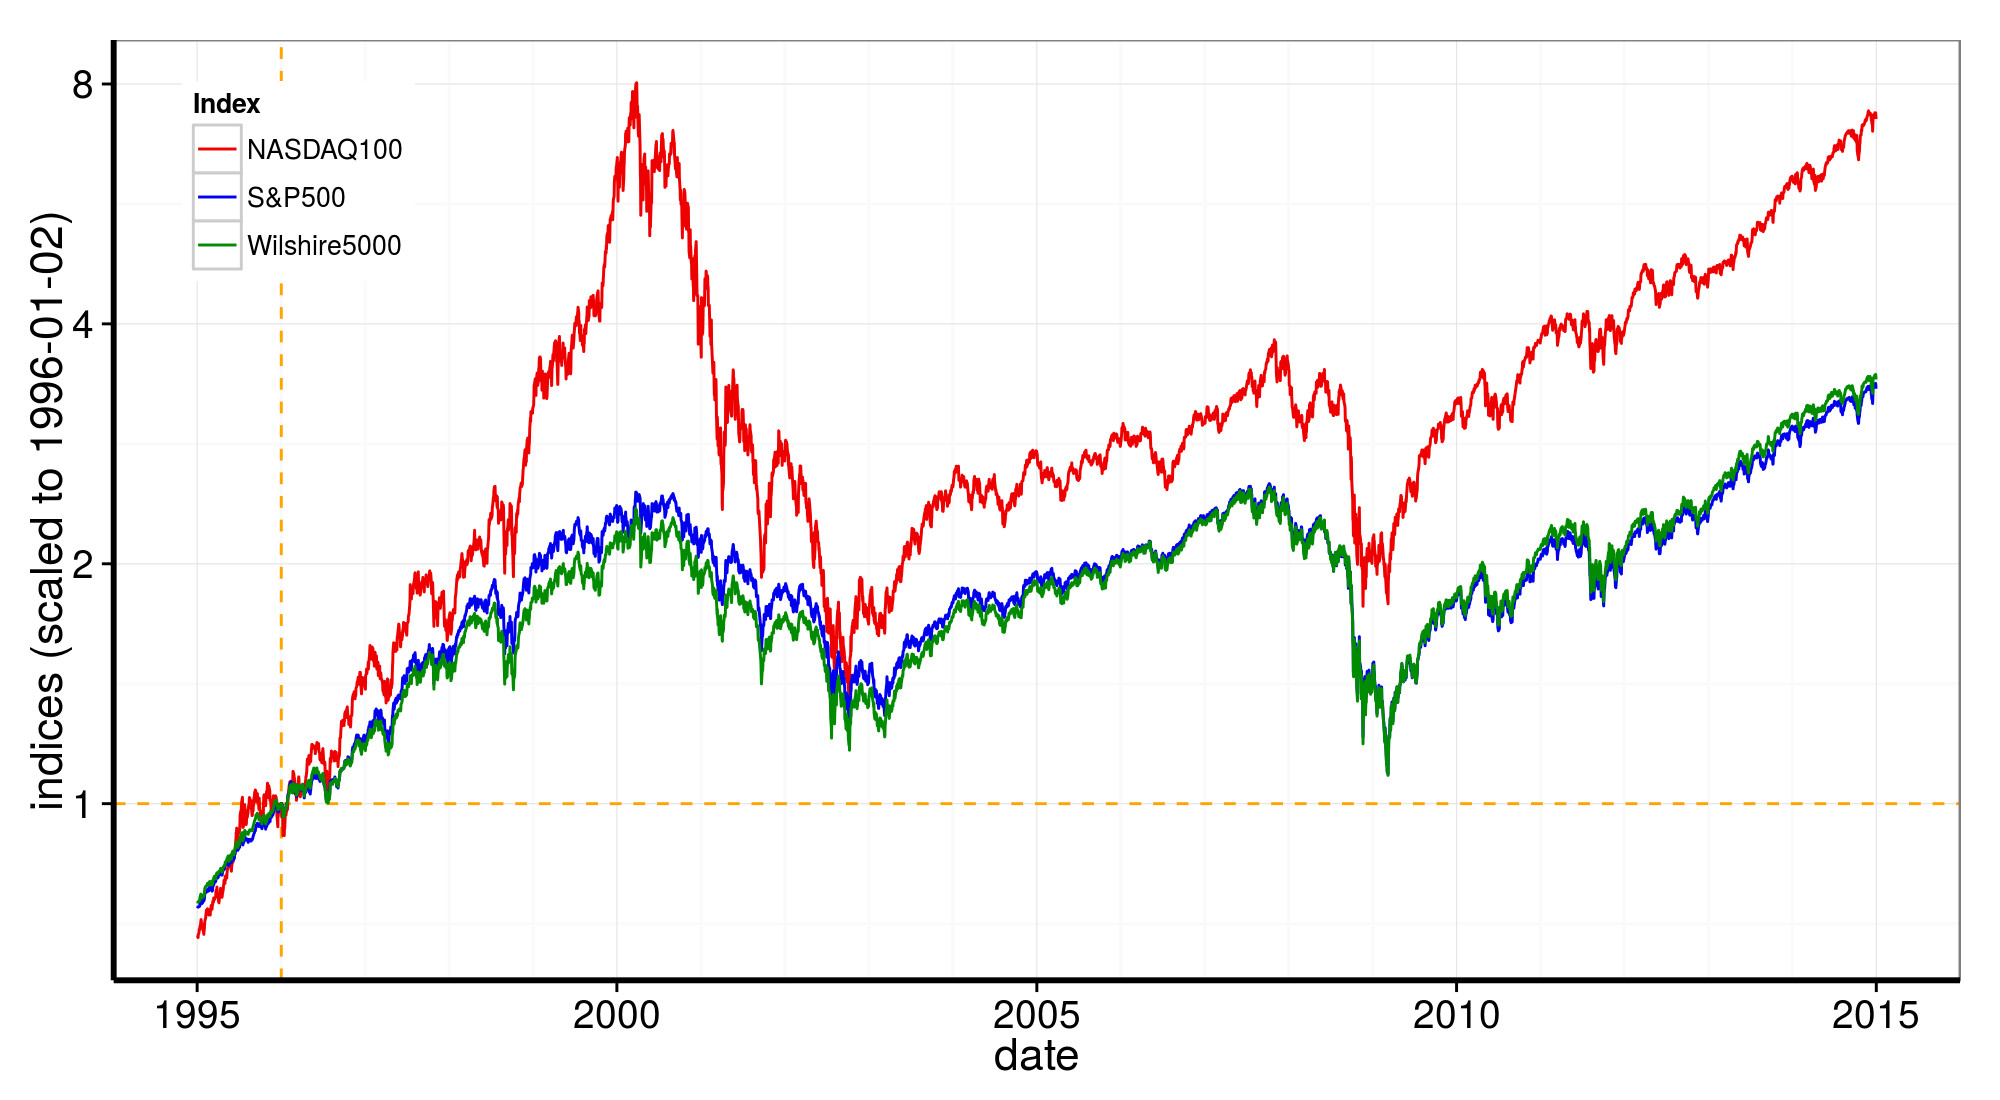 indices (scaled to 1996-01-02)
8
4
2
1
Index
NASDAQ100
S&P500
Wilshire5000
1995
2000
2005
2010
2015
date